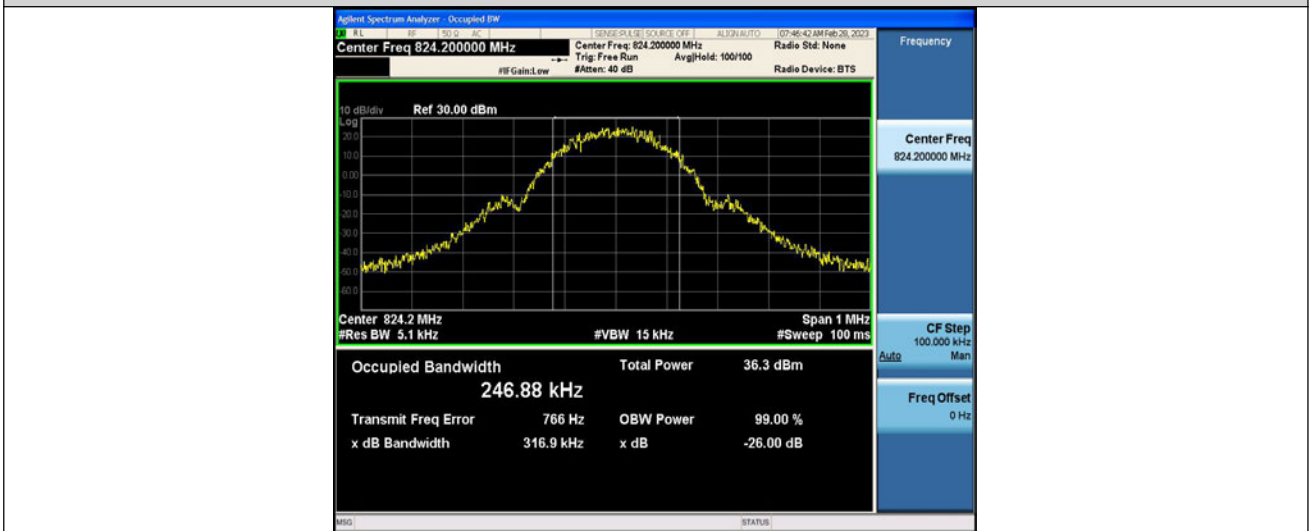 Agilent Spectrum Analyzer - Occupied BW
RL RF 50 Ω AC SENSE:PULSE SOURCE OFF ALIGN AUTO 07:46:42 AM Feb 28, 2023
Center Freq 824.200000 MHz
Center Freq: 824.200000 MHz Radio Std: None
Trig: Free Run Avg|Hold: 100/100
#IFGain:Low #Atten: 40 dB Radio Device: BTS
10 dB/div Ref 30.00 dBm
Log
20.0
10.0
0.00
-10.0
-20.0
-30.0
-40.0
-50.0
-60.0
Center 824.2 MHz Span 1 MHz
#Res BW 5.1 kHz #VBW 15 kHz #Sweep 100 ms
Occupied Bandwidth Total Power 36.3 dBm
246.88 kHz
Transmit Freq Error 766 Hz OBW Power 99.00 %
x dB Bandwidth 316.9 kHz x dB -26.00 dB
MSG STATUS
Frequency
Center Freq
824.200000 MHz
CF Step
100.000 kHz
Auto Man
Freq Offset
0 Hz